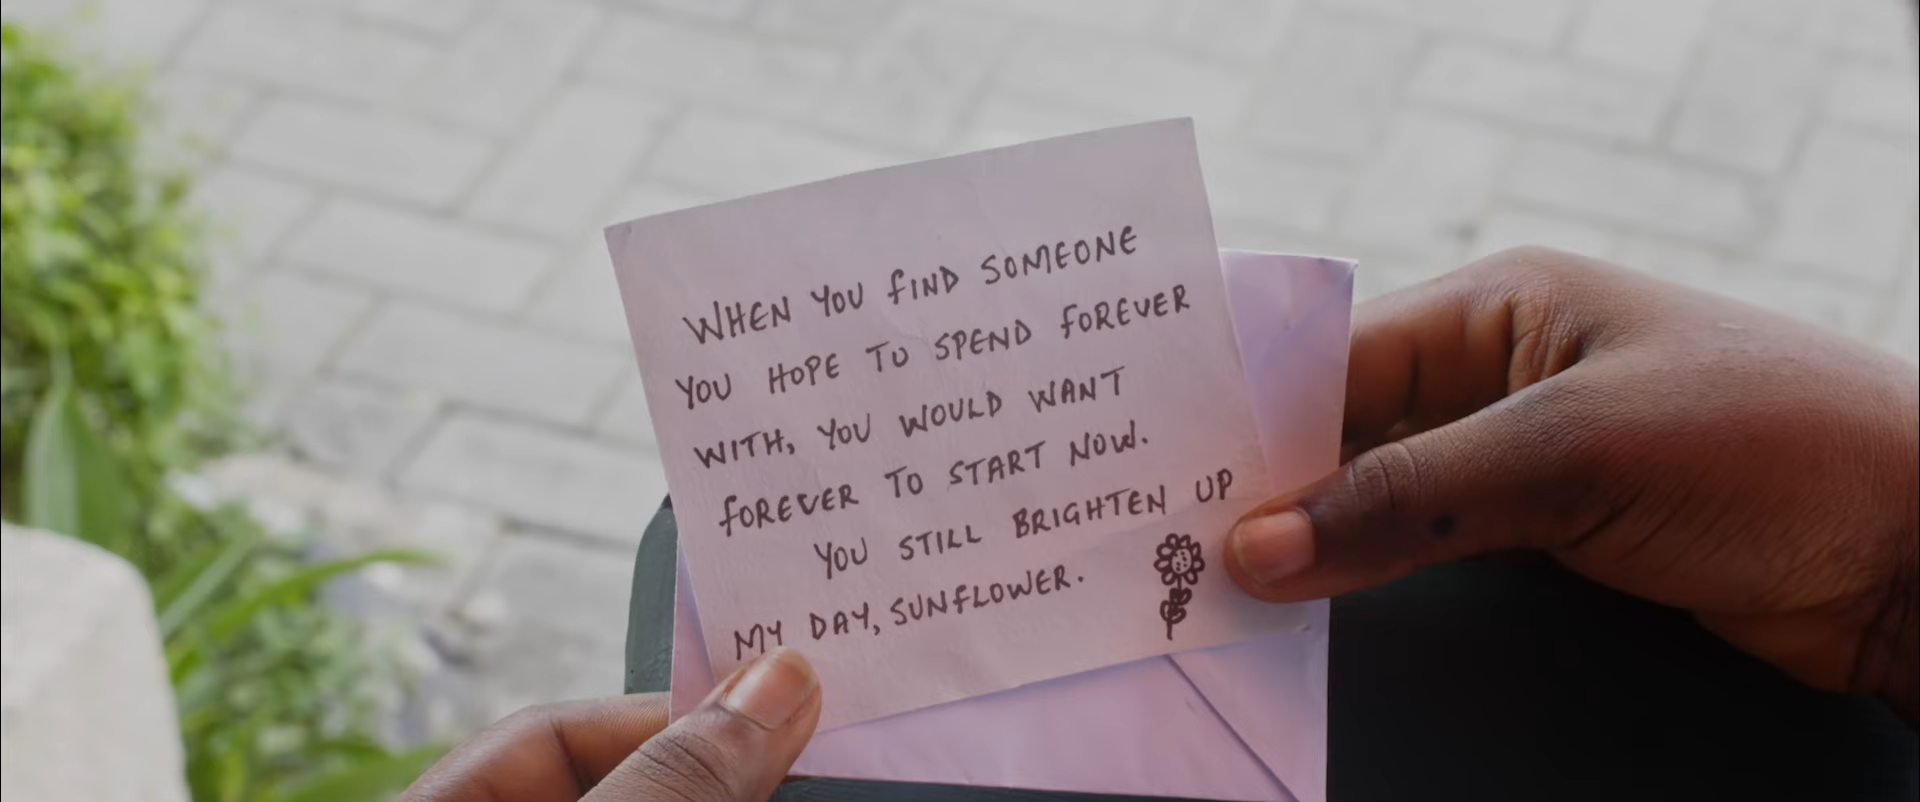 WHEN YOU FIND SOMEONE
YOU HOPE TO SPEND FOREVER
WITH, YOU WOULD WANT
FOREVER TO START NOW.
YOU STILL BRIGHTEN UP
MY DAY, SUNFLOWER.